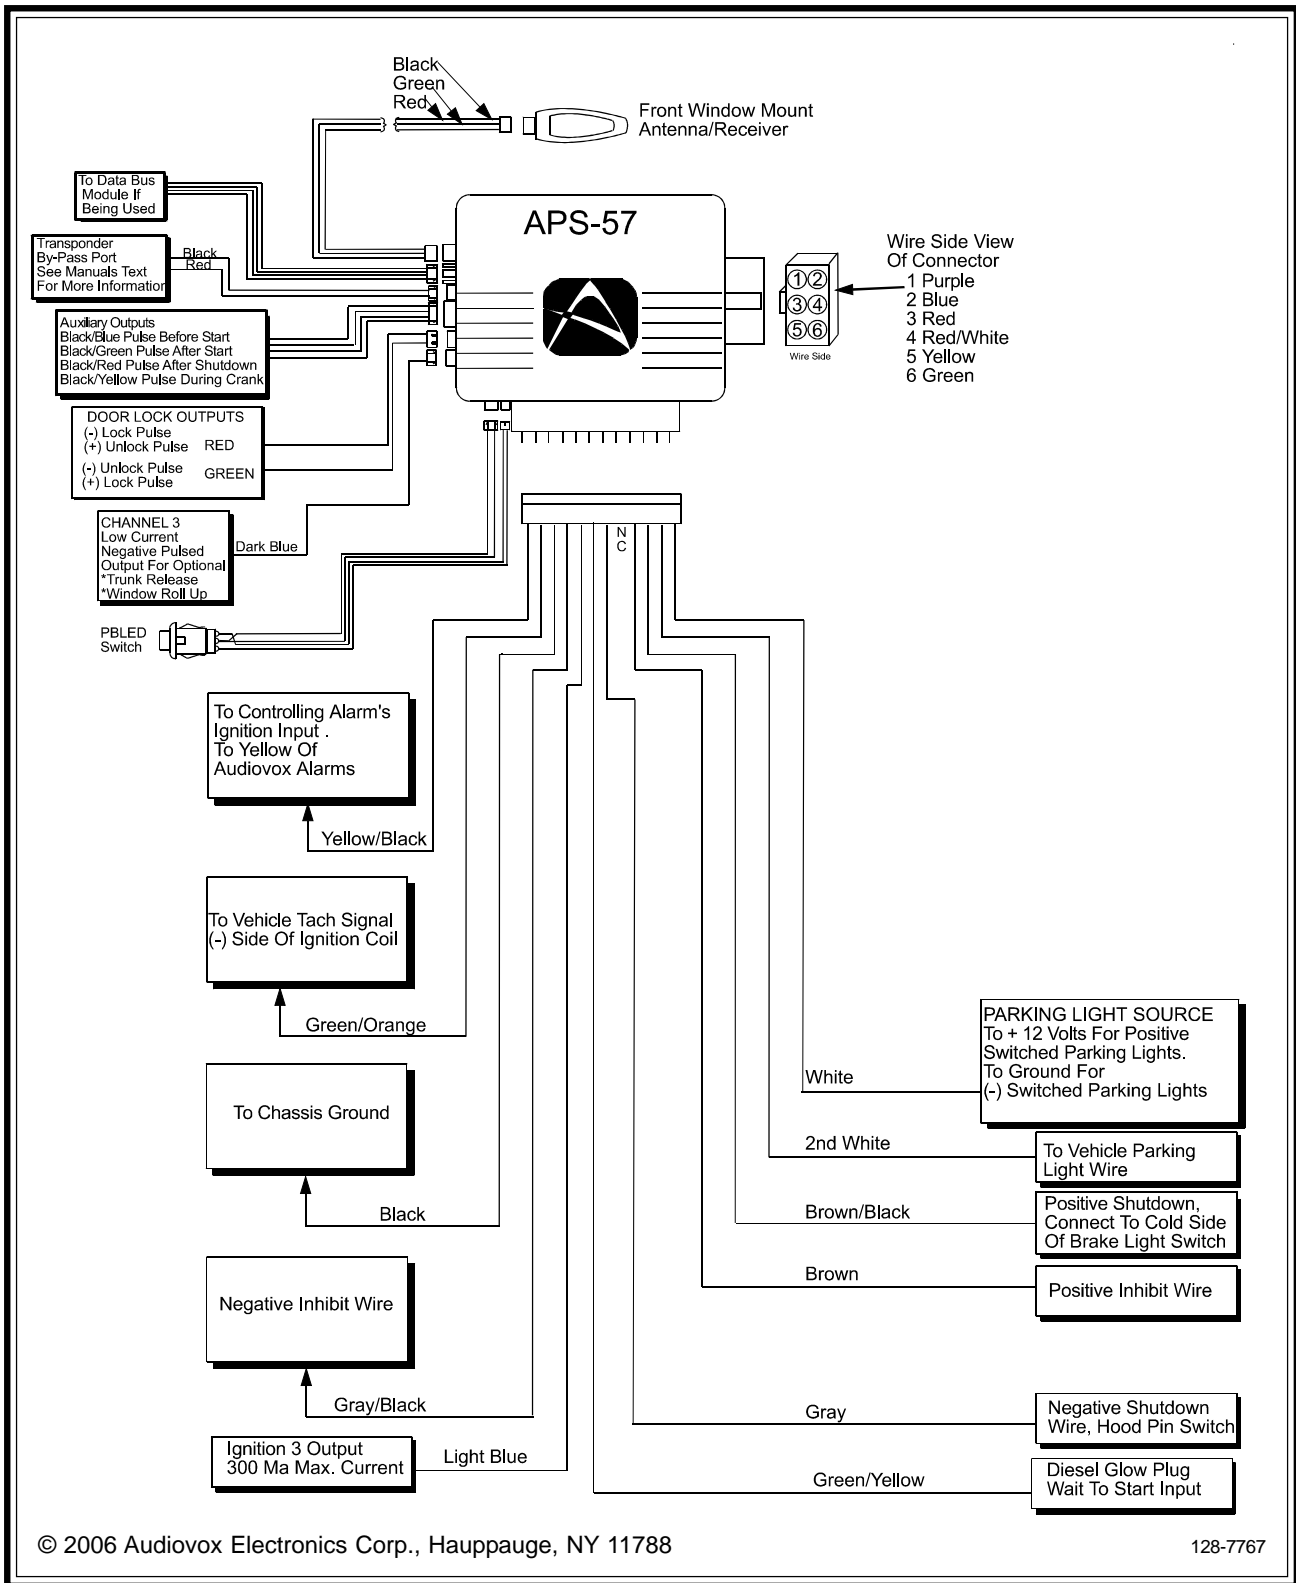 Black
Green
Red
Front Window Mount
Antenna/Receiver
To Data Bus
Module If
Being Used
Transponder
By-Pass Port
See Manuals Text
For More Information
Black
Red
APS-57
Wire Side View
Of Connector
1 Purple
2 Blue
3 Red
4 Red/White
5 Yellow
6 Green
1 2
3 4
5 6
Wire Side
Auxiliary Outputs
Black/Blue Pulse Before Start
Black/Green Pulse After Start
Black/Red Pulse After Shutdown
Black/Yellow Pulse During Crank
DOOR LOCK OUTPUTS
(-) Lock Pulse
(+) Unlock Pulse RED
(-) Unlock Pulse
(+) Lock Pulse GREEN
CHANNEL 3
Low Current
Negative Pulsed
Output For Optional
*Trunk Release
*Window Roll Up
Dark Blue
N
C
PBLED
Switch
To Controlling Alarm's
Ignition Input .
To Yellow Of
Audiovox Alarms
Yellow/Black
To Vehicle Tach Signal
(-) Side Of Ignition Coil
Green/Orange
To Chassis Ground
Black
Negative Inhibit Wire
Gray/Black
Ignition 3 Output
300 Ma Max. Current
Light Blue
White
PARKING LIGHT SOURCE
To + 12 Volts For Positive
Switched Parking Lights.
To Ground For
(-) Switched Parking Lights
2nd White
To Vehicle Parking
Light Wire
Brown/Black
Positive Shutdown,
Connect To Cold Side
Of Brake Light Switch
Brown
Positive Inhibit Wire
Gray
Negative Shutdown
Wire, Hood Pin Switch
Green/Yellow
Diesel Glow Plug
Wait To Start Input
© 2006 Audiovox Electronics Corp., Hauppauge, NY 11788
128-7767